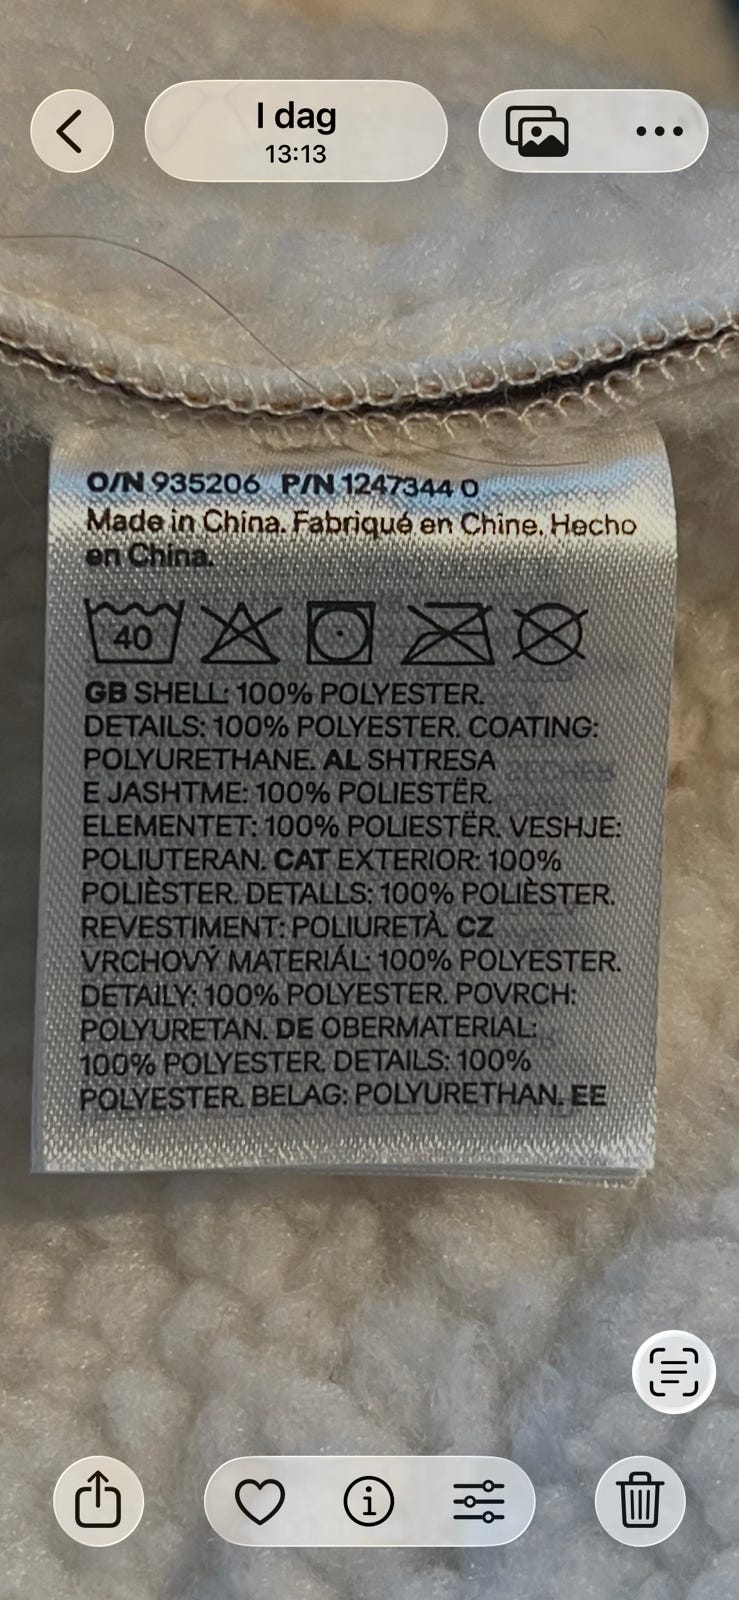 I dag
13:13
O/N 935206 P/N 1247344 0
Made in China. Fabriqué en Chine. Hecho
en China.
40
GB SHELL: 100% POLYESTER.
DETAILS: 100% POLYESTER. COATING:
POLYURETHANE. AL SHTRESA
E JASHTME: 100% POLIESTËR.
ELEMENTET: 100% POLIESTËR. VESHJE:
POLIUTERAN. CAT EXTERIOR: 100%
POLIÈSTER. DETALLS: 100% POLIÈSTER.
REVESTIMENT: POLIURETÀ. CZ
VRCHOVÝ MATERIÁL: 100% POLYESTER.
DETAILY: 100% POLYESTER. POVRCH:
POLYURETAN. DE OBERMATERIAL:
100% POLYESTER. DETAILS: 100%
POLYESTER. BELAG: POLYURETHAN. EE